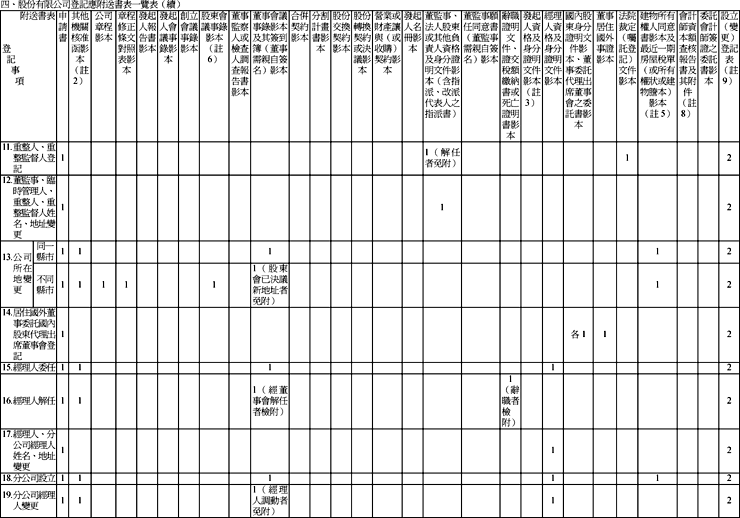 四、股份有限公司登記應附送書表一覽表（續）
附送書表
登記事項
申請書
其他機關核准函影本（註2）
公司章程影本
章程修正條文對照表影本
發起人報告書影本
發起人會議事錄影本
創立會議事錄影本
股東會議事錄影本（註6）
董事監察人或檢查人調查報告書影本
董事會議事錄影本及其簽到簿（董事需親自簽名）影本
合併契約影本
分割計畫書影本
股份交換契約影本
股份轉換契約或決議影本
營業或財產讓與（或收購）契約影本
發起人名冊影本
董監事、法人股東或其他負責人資格及身分證明文件影本（含指派、改派代表人之指派書）
董監事願任同意書（董監事需親自簽名）影本
辭職證明文件、證交稅額繳納書或死亡證明書影本
發起人資格及身分證明文件影本（註3）
經理人資格及身分證明文件影本
國內外股東身分證明文件影本、董事委託代理出席董事會之委託書影本
董事居住國外事證影本
法院裁定（囑託登記）文件影本
建物所有權人同意書影本及最近一期房屋稅單（或所有權狀或建物謄本）影本（註5）
會計師資本額查核報告書及其附件（註8）
委託會計師簽證之委託書影本
設立（變更）登記表（註9）
11.重整人、重整監督人登記 1 1（解任者免附） 1 2
12.董監事、臨時管理人、重整人、重整監督人姓名、地址變更 1 1 2
13.公司所在地變更
同一縣市 1 1 1 1 2
不同縣市 1 1 1 1 1 1（股東會已決議新地址者免附） 1 2
14.居住國外董事委託國內股東代理出席董事會登記 1 各1 1 2
15.經理人委任 1 1 1 1 2
16.經理人解任 1 1 1（經董事會解任者檢附） 1（辭職者檢附） 2
17.經理人、分公司經理人姓名、地址變更 1 1 2
18.分公司設立 1 1 1 1 1 2
19.分公司經理人變更 1 1 1（經理人調動者免附） 1 2